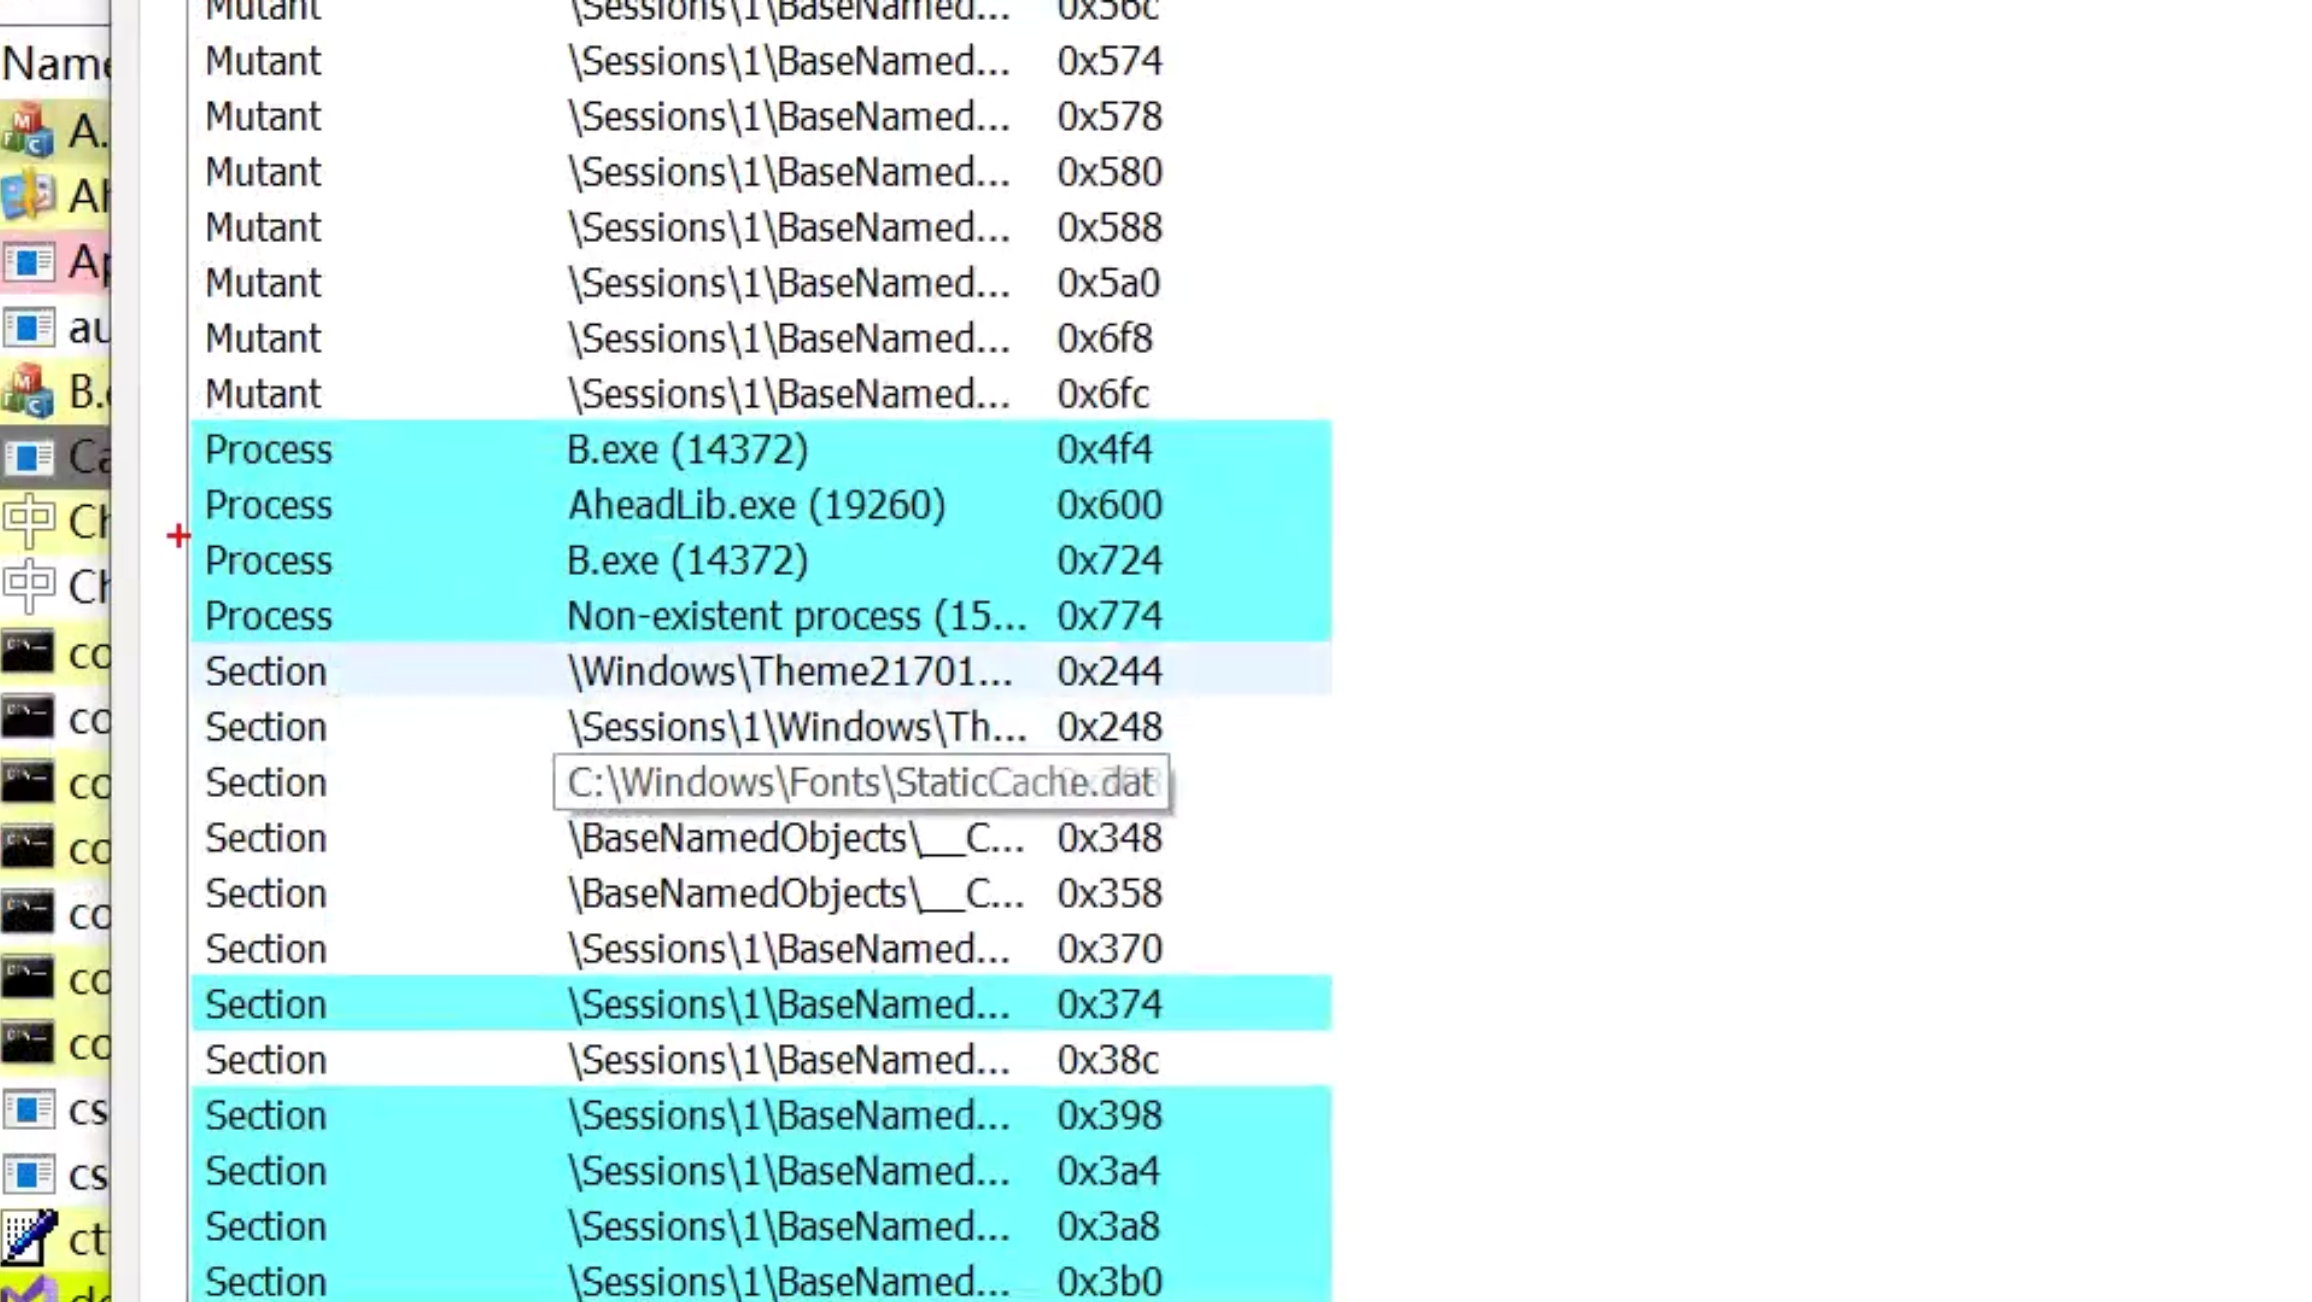 Mutant \Sessions\1\BaseNamed... 0x56c
Name
Mutant \Sessions\1\BaseNamed... 0x574
A.
Mutant \Sessions\1\BaseNamed... 0x578
Mutant \Sessions\1\BaseNamed... 0x580
Ah
Mutant \Sessions\1\BaseNamed... 0x588
Ap
Mutant \Sessions\1\BaseNamed... 0x5a0
au
Mutant \Sessions\1\BaseNamed... 0x6f8
B.e
Mutant \Sessions\1\BaseNamed... 0x6fc
Ca
Process B.exe (14372) 0x4f4
Ch
Process AheadLib.exe (19260) 0x600
Process B.exe (14372) 0x724
Ch
Process Non-existent process (15... 0x774
co
Section \Windows\Theme21701... 0x244
co
Section \Sessions\1\Windows\Th... 0x248
co
Section C:\Windows\Fonts\StaticCache.dat
co
Section \BaseNamedObjects\__C... 0x348
co
Section \BaseNamedObjects\__C... 0x358
co
Section \Sessions\1\BaseNamed... 0x370
Section \Sessions\1\BaseNamed... 0x374
co
Section \Sessions\1\BaseNamed... 0x38c
cs
Section \Sessions\1\BaseNamed... 0x398
cs
Section \Sessions\1\BaseNamed... 0x3a4
ct
Section \Sessions\1\BaseNamed... 0x3a8
de
Section \Sessions\1\BaseNamed... 0x3b0